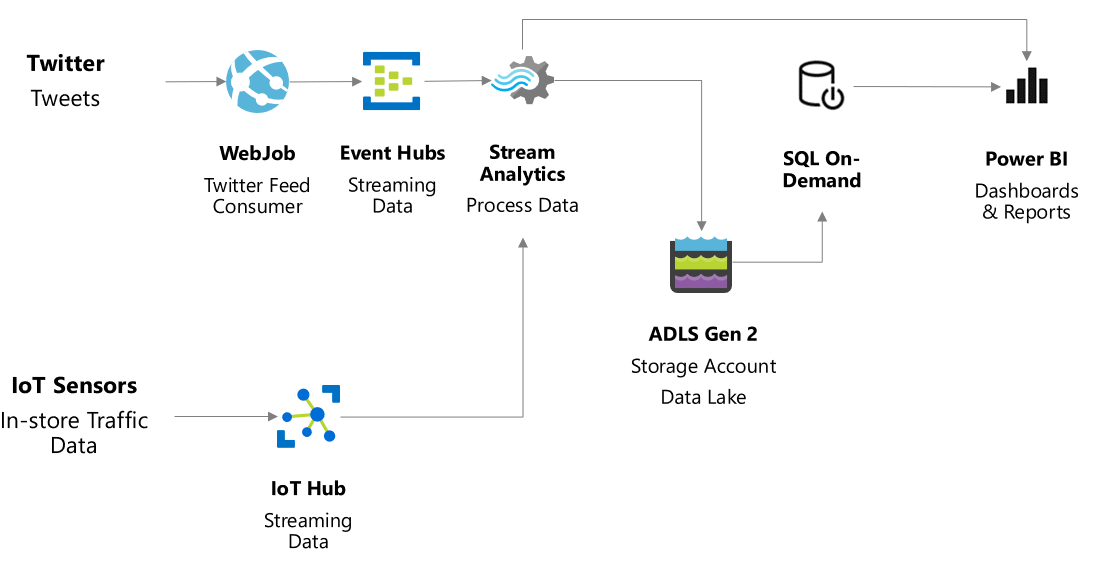 Twitter
Tweets
WebJob
Twitter Feed
Consumer
Event Hubs
Streaming
Data
Stream
Analytics
Process Data
SQL On-
Demand
Power BI
Dashboards
& Reports
ADLS Gen 2
Storage Account
Data Lake
IoT Sensors
In-store Traffic
Data
IoT Hub
Streaming
Data